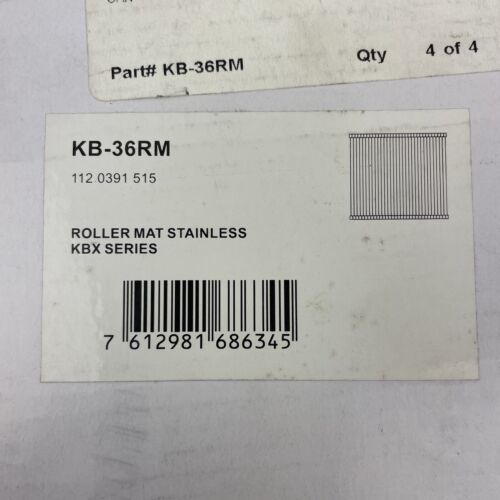 Part# KB-36RM Qty 4 of 4
KB-36RM
112 0391 515
ROLLER MAT STAINLESS
KBX SERIES
7 612981 686345